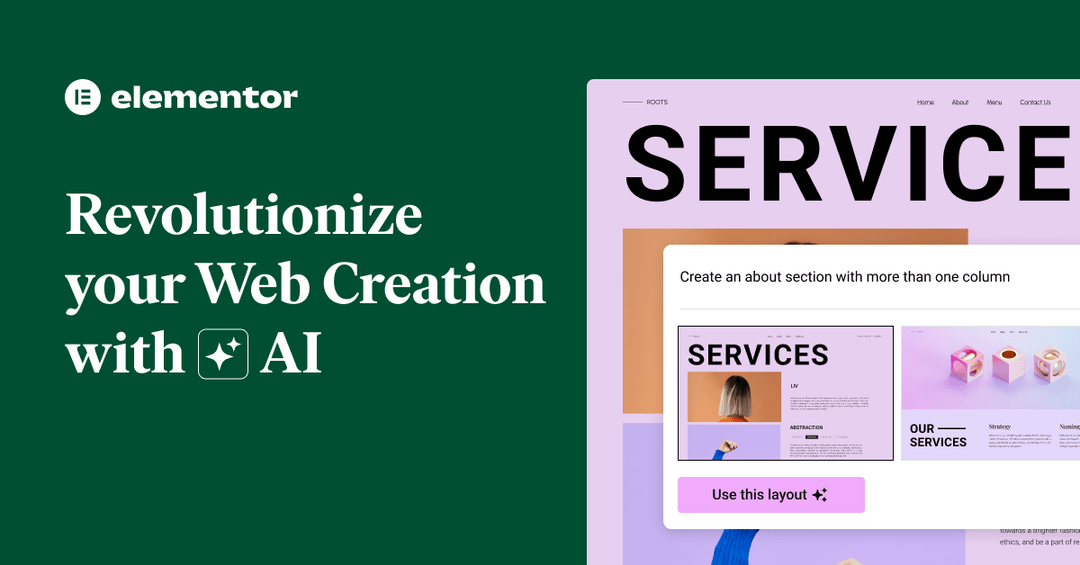 elementor
Revolutionize
your Web Creation
with AI
ROOTS
Home About Menu Contact Us
SERVICE
Create an about section with more than one column
SERVICES
LIV
ABSTRACTION
Use this layout
OUR
SERVICES
Strategy
Naming
towards a brighter fashion
ethics, and be a part of re